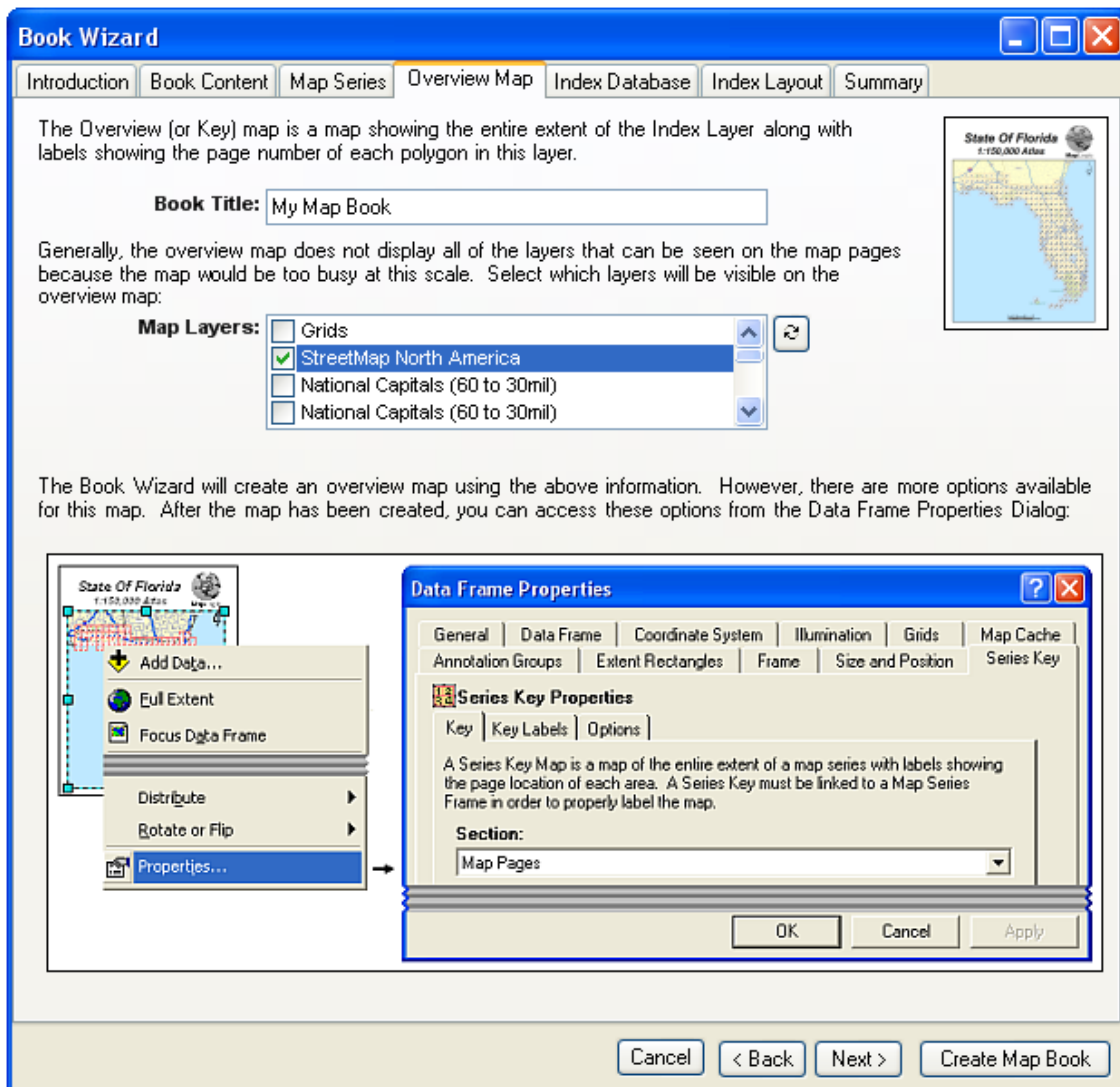 Book Wizard
Introduction Book Content Map Series Overview Map Index Database Index Layout Summary
The Overview (or Key) map is a map showing the entire extent of the Index Layer along with
labels showing the page number of each polygon in this layer.
State Of Florida
1:150,000 Atlas
Book Title: My Map Book
Generally, the overview map does not display all of the layers that can be seen on the map pages
because the map would be too busy at this scale. Select which layers will be visible on the
overview map:
Map Layers: Grids
StreetMap North America
National Capitals (60 to 30mil)
National Capitals (60 to 30mil)
The Book Wizard will create an overview map using the above information. However, there are more options available
for this map. After the map has been created, you can access these options from the Data Frame Properties Dialog:
State Of Florida
1:150,000 Atlas
Add Data...
Full Extent
Focus Data Frame
Distribute
Rotate or Flip
Properties...
Data Frame Properties
General Data Frame Coordinate System Illumination Grids Map Cache
Annotation Groups Extent Rectangles Frame Size and Position Series Key
Series Key Properties
Key Key Labels Options
A Series Key Map is a map of the entire extent of a map series with labels showing
the page location of each area. A Series Key must be linked to a Map Series
Frame in order to properly label the map.
Section:
Map Pages
OK Cancel Apply
Cancel < Back Next > Create Map Book